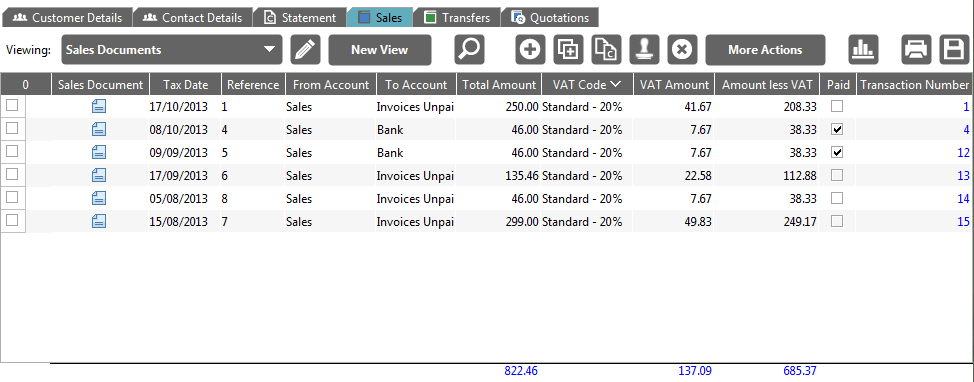 Customer Details Contact Details Statement Sales Transfers Quotations
Viewing: Sales Documents New View More Actions
0 Sales Document Tax Date Reference From Account To Account Total Amount VAT Code VAT Amount Amount less VAT Paid Transaction Number
17/10/2013 1 Sales Invoices Unpai 250.00 Standard - 20% 41.67 208.33 1
08/10/2013 4 Sales Bank 46.00 Standard - 20% 7.67 38.33 4
09/09/2013 5 Sales Bank 46.00 Standard - 20% 7.67 38.33 12
17/09/2013 6 Sales Invoices Unpai 135.46 Standard - 20% 22.58 112.88 13
05/08/2013 8 Sales Invoices Unpai 46.00 Standard - 20% 7.67 38.33 14
15/08/2013 7 Sales Invoices Unpai 299.00 Standard - 20% 49.83 249.17 15
822.46 137.09 685.37